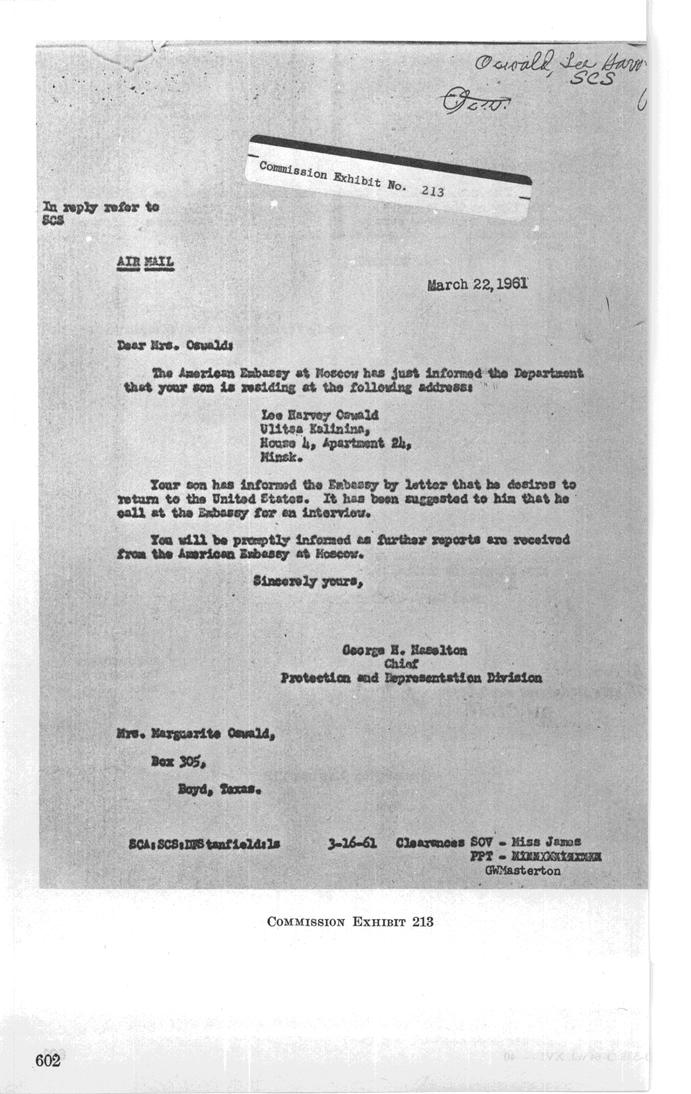 Oswald, Lee Harv
SCS
Commission Exhibit No. 213
In reply refer to
SCS
AIR MAIL
March 22, 1961
Dear Mrs. Oswald:
The American Embassy at Moscow has just informed the Department
that your son is residing at the following address:
Lee Harvey Oswald
Ulitsa Kalinina,
House 4, Apartment 24,
Minsk.
Your son has informed the Embassy by letter that he desires to
return to the United States. It has been suggested to him that he
call at the Embassy for an interview.
You will be promptly informed as further reports are received
from the American Embassy at Moscow.
Sincerely yours,
George H. Haselton
Chief
Protection and Representation Division
Mrs. Marguerite Oswald,
Box 305,
Boyd, Texas.
SCA:SCS:DFStanfield:ls 3-16-61 Clearances SOV - Miss James
PPT -
GWMasterton
COMMISSION EXHIBIT 213
602